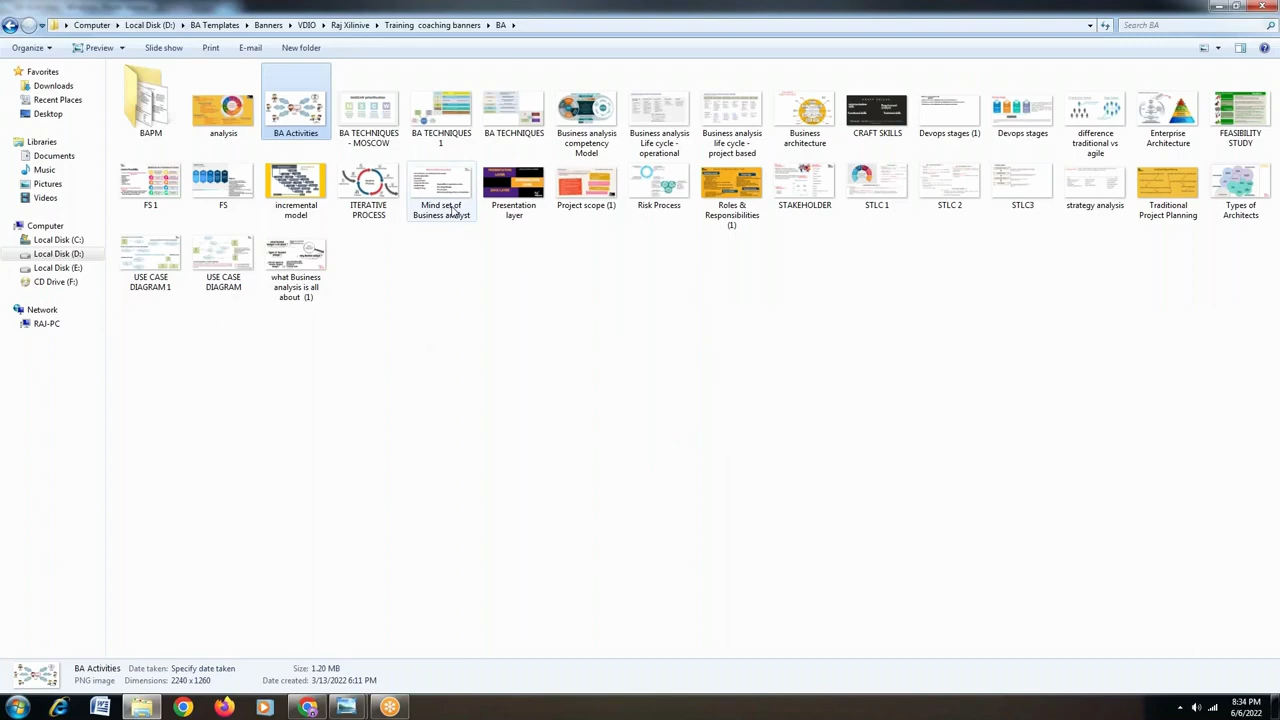 Computer ▸ Local Disk (D:) ▸ BA Templates ▸ Banners ▸ VDIO ▸ Raj Xilinive ▸ Training coaching banners ▸ BA ▸
Search BA
Organize Preview Slide show Print E-mail New folder
Favorites
Downloads
Recent Places
Desktop
Libraries
Documents
Music
Pictures
Videos
Computer
Local Disk (C:)
Local Disk (D:)
Local Disk (E:)
CD Drive (F:)
Network
RAJ-PC
BAPM
analysis
BA Activities
BA TECHNIQUES
- MOSCOW
BA TECHNIQUES
1
BA TECHNIQUES
Business analysis
competency
Model
Business analysis
Life cycle -
operational
Business analysis
life cycle -
project based
Business
architecture
CRAFT SKILLS
Devops stages (1)
Devops stages
difference
traditional vs
agile
Enterprise
Architecture
FEASIBILITY
STUDY
FS 1
FS
incremental
model
ITERATIVE
PROCESS
Mind set of
Business analyst
Presentation
layer
Project scope (1)
Risk Process
Roles &
Responsibilities
(1)
STAKEHOLDER
STLC 1
STLC 2
STLC3
strategy analysis
Traditional
Project Planning
Types of
Architects
USE CASE
DIAGRAM 1
USE CASE
DIAGRAM
what Business
analysis is all
about (1)
BA Activities Date taken: Specify date taken Size: 1.20 MB
PNG image Dimensions: 2240 x 1260 Date created: 3/13/2022 6:11 PM
8:34 PM
6/6/2022